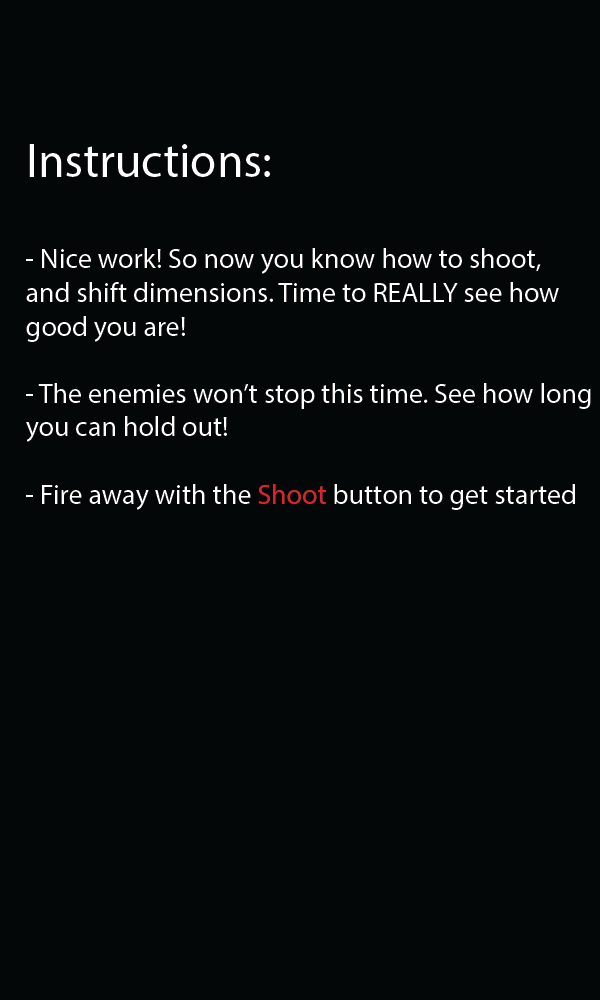 Instructions:
- Nice work! So now you know how to shoot,
and shift dimensions. Time to REALLY see how
good you are!
- The enemies won’t stop this time. See how long
you can hold out!
- Fire away with the Shoot button to get started